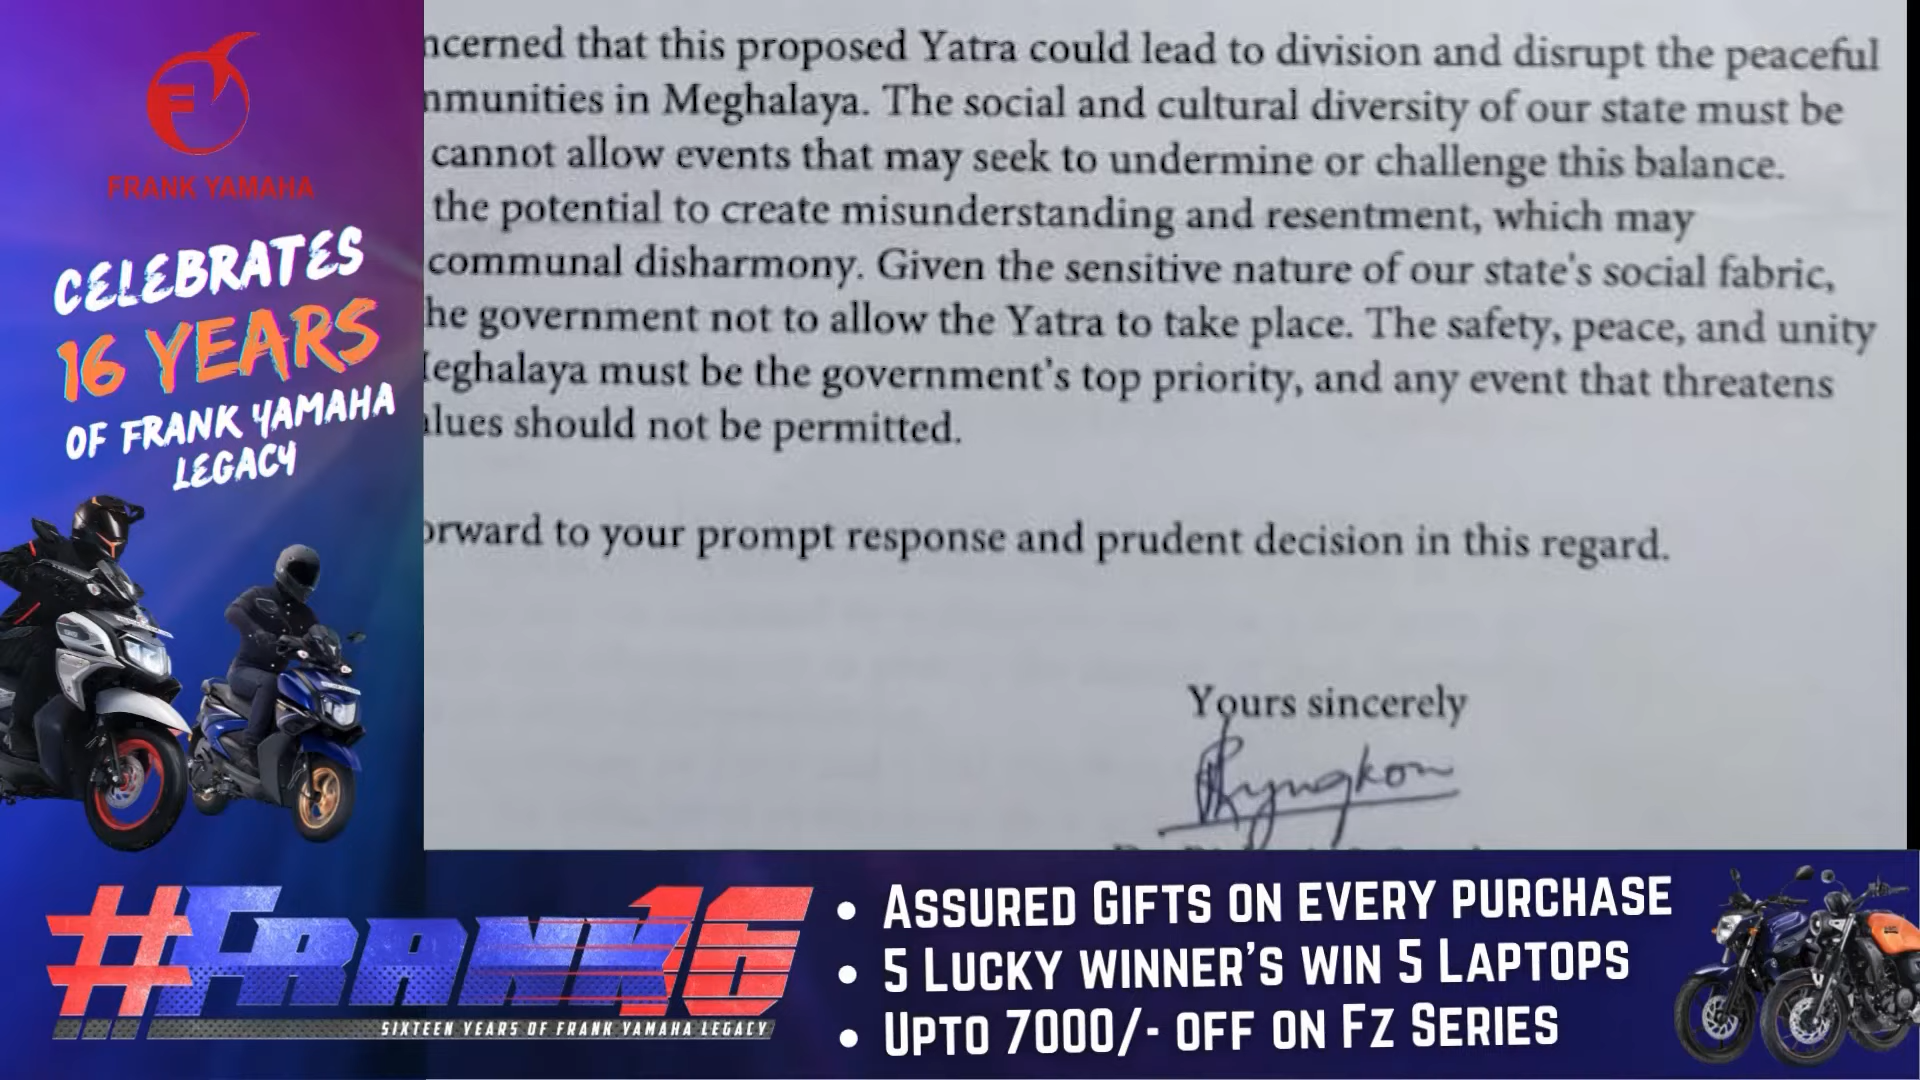 FRANK YAMAHA
CELEBRATES
16 YEARS
OF FRANK YAMAHA
LEGACY
ncerned that this proposed Yatra could lead to division and disrupt the peaceful
mmunities in Meghalaya. The social and cultural diversity of our state must be
cannot allow events that may seek to undermine or challenge this balance.
the potential to create misunderstanding and resentment, which may
communal disharmony. Given the sensitive nature of our state's social fabric,
he government not to allow the Yatra to take place. The safety, peace, and unity
eghalaya must be the government's top priority, and any event that threatens
alues should not be permitted.
orward to your prompt response and prudent decision in this regard.
Yours sincerely
#FRANK16
SIXTEEN YEARS OF FRANK YAMAHA LEGACY
• ASSURED GIFTS ON EVERY PURCHASE
• 5 LUCKY WINNER'S WIN 5 LAPTOPS
• UPTO 7000/- OFF ON FZ SERIES